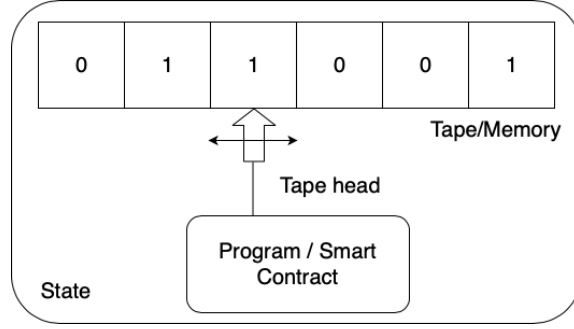 0 1 1 0 0 1
Tape/Memory
Tape head
Program / Smart
Contract
State